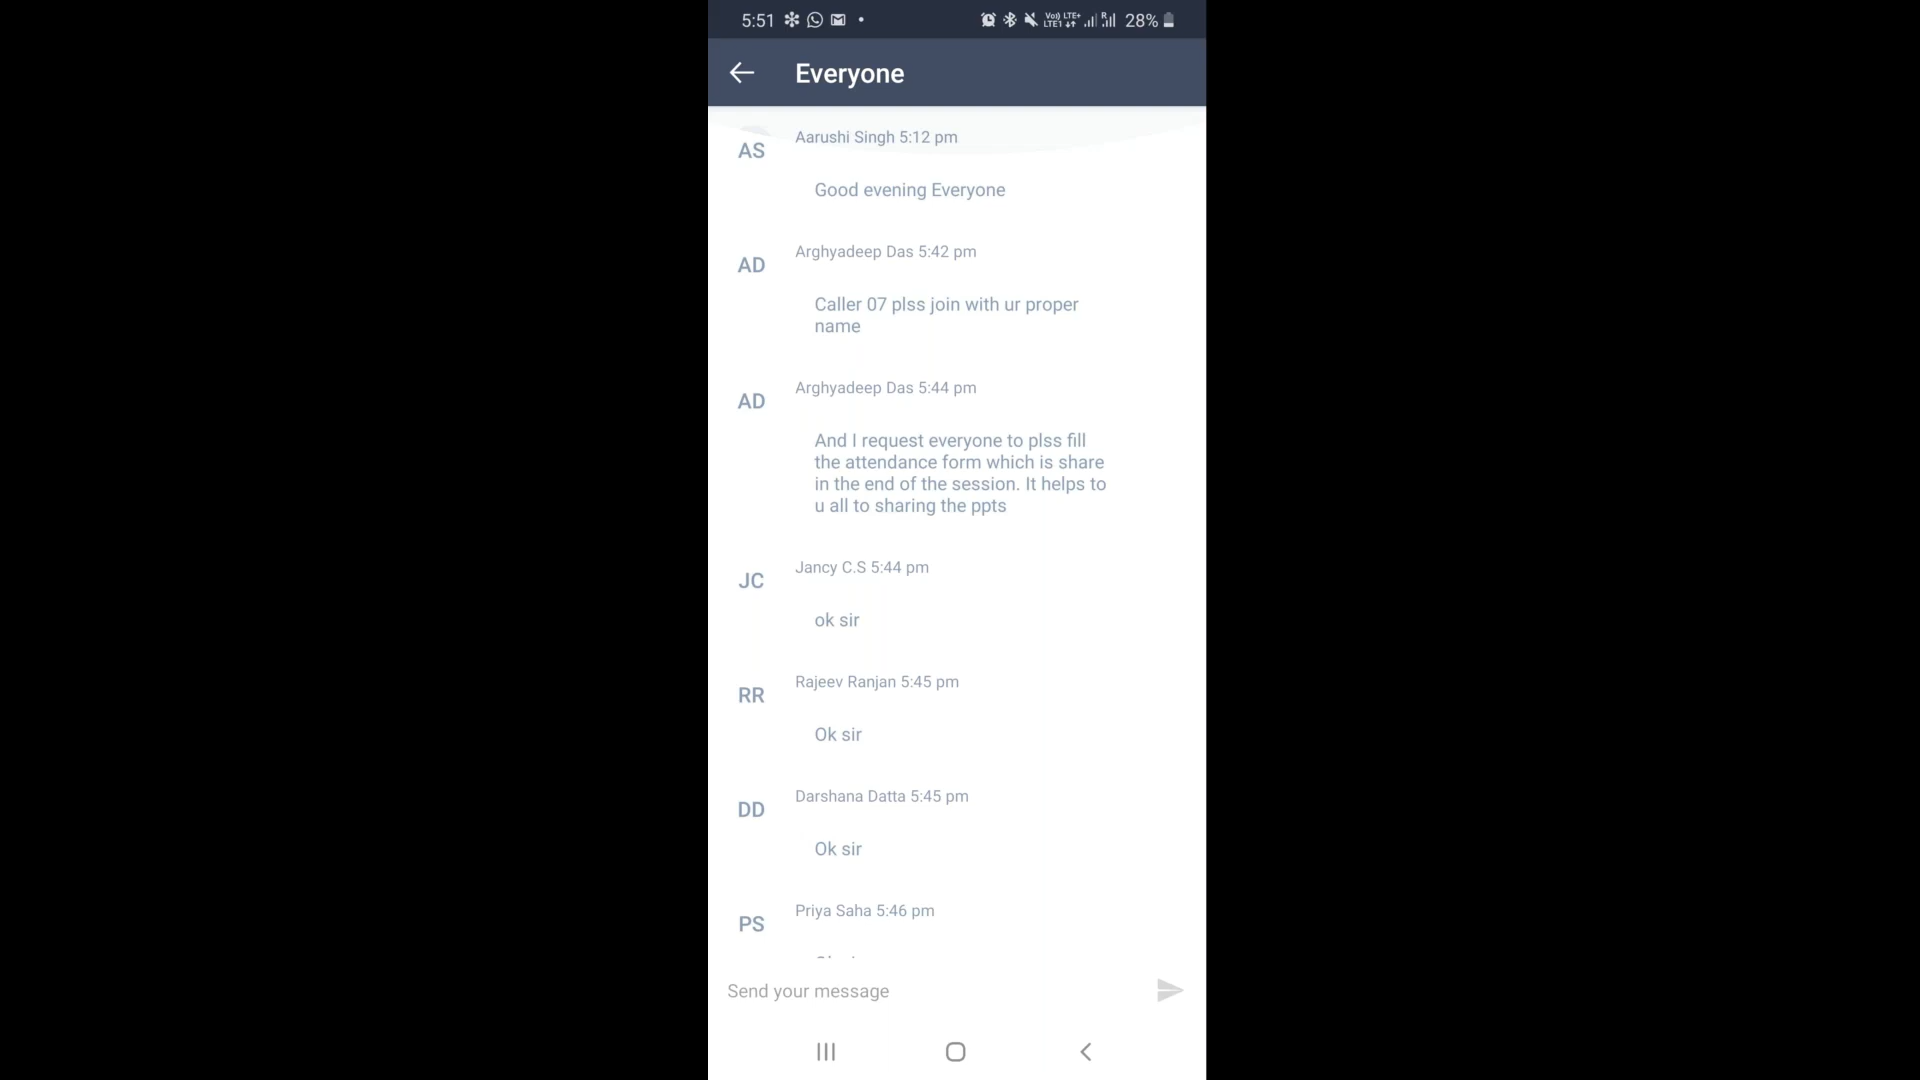 5:51
Vo)) LTE+
LTE1
R
28%
Everyone
AS
Aarushi Singh 5:12 pm
Good evening Everyone
AD
Arghyadeep Das 5:42 pm
Caller 07 plss join with ur proper
name
AD
Arghyadeep Das 5:44 pm
And I request everyone to plss fill
the attendance form which is share
in the end of the session. It helps to
u all to sharing the ppts
JC
Jancy C.S 5:44 pm
ok sir
RR
Rajeev Ranjan 5:45 pm
Ok sir
DD
Darshana Datta 5:45 pm
Ok sir
PS
Priya Saha 5:46 pm
Send your message